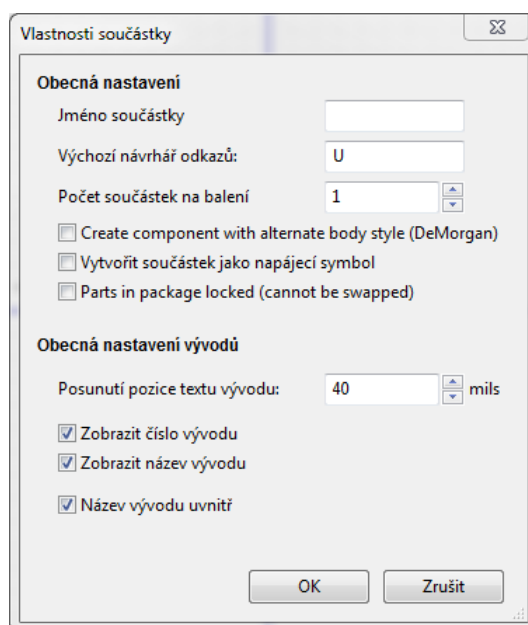 Vlastnosti součástky
Obecná nastavení
Jméno součástky
Výchozí návrhář odkazů: U
Počet součástek na balení 1
Create component with alternate body style (DeMorgan)
Vytvořit součástek jako napájecí symbol
Parts in package locked (cannot be swapped)
Obecná nastavení vývodů
Posunutí pozice textu vývodu: 40 mils
Zobrazit číslo vývodu
Zobrazit název vývodu
Název vývodu uvnitř
OK Zrušit